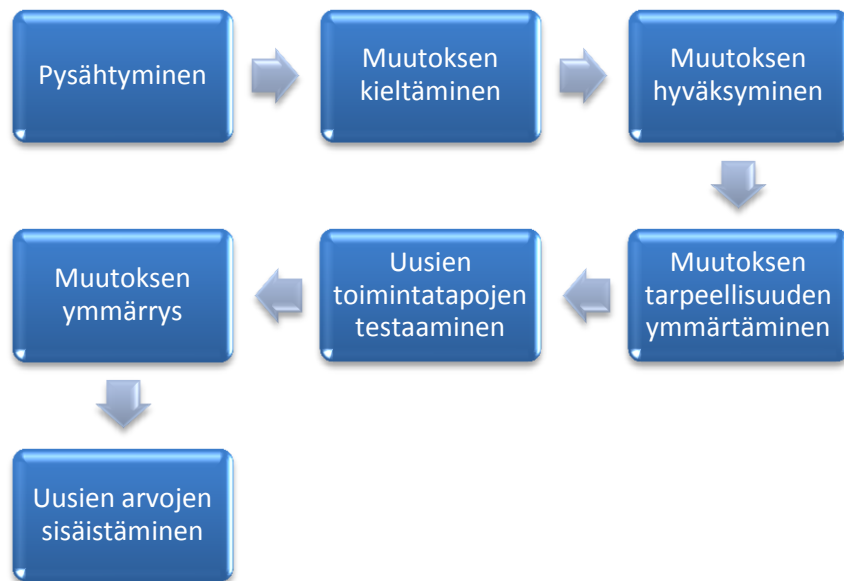 Pysähtyminen
Muutoksen
kieltäminen
Muutoksen
hyväksyminen
Muutoksen
tarpeellisuuden
ymmärtäminen
Uusien
toimintatapojen
testaaminen
Muutoksen
ymmärrys
Uusien arvojen
sisäistäminen